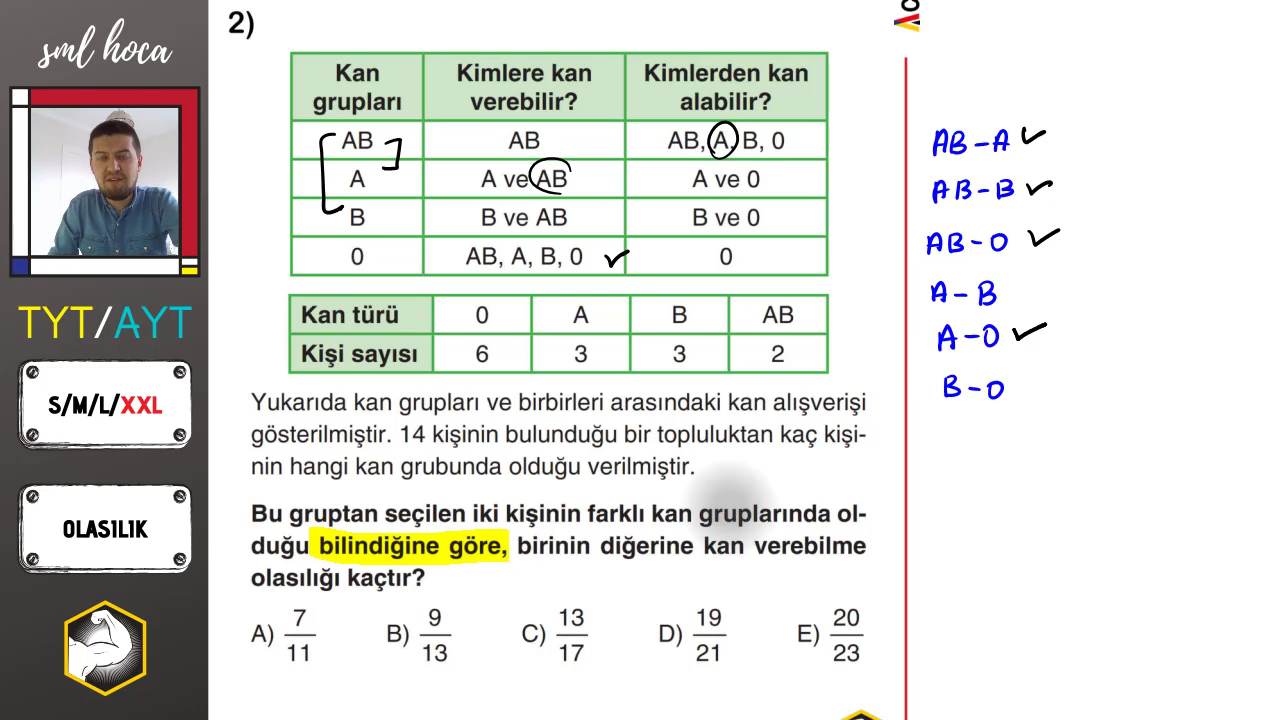 sml hoca
TYT/AYT
S/M/L/XXL
OLASILIK
2)
Kan grupları | Kimlere kan verebilir? | Kimlerden kan alabilir?
AB | AB | AB, A, B, 0
A | A ve AB | A ve 0
B | B ve AB | B ve 0
0 | AB, A, B, 0 ✓ | 0
Kan türü | 0 | A | B | AB
Kişi sayısı | 6 | 3 | 3 | 2
Yukarıda kan grupları ve birbirleri arasındaki kan alışverişi
gösterilmiştir. 14 kişinin bulunduğu bir topluluktan kaç kişi-
nin hangi kan grubunda olduğu verilmiştir.
Bu gruptan seçilen iki kişinin farklı kan gruplarında ol-
duğu bilindiğine göre, birinin diğerine kan verebilme
olasılığı kaçtır?
A) 7/11 B) 9/13 C) 13/17 D) 19/21 E) 20/23
AB-A ✓
AB-B ✓
AB-0 ✓
A-B
A-0 ✓
B-0